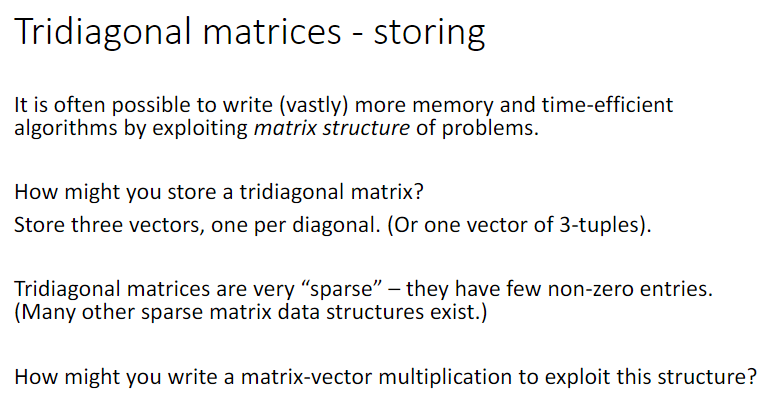 Tridiagonal matrices - storing
It is often possible to write (vastly) more memory and time-efficient
algorithms by exploiting matrix structure of problems.
How might you store a tridiagonal matrix?
Store three vectors, one per diagonal. (Or one vector of 3-tuples).
Tridiagonal matrices are very “sparse” – they have few non-zero entries.
(Many other sparse matrix data structures exist.)
How might you write a matrix-vector multiplication to exploit this structure?